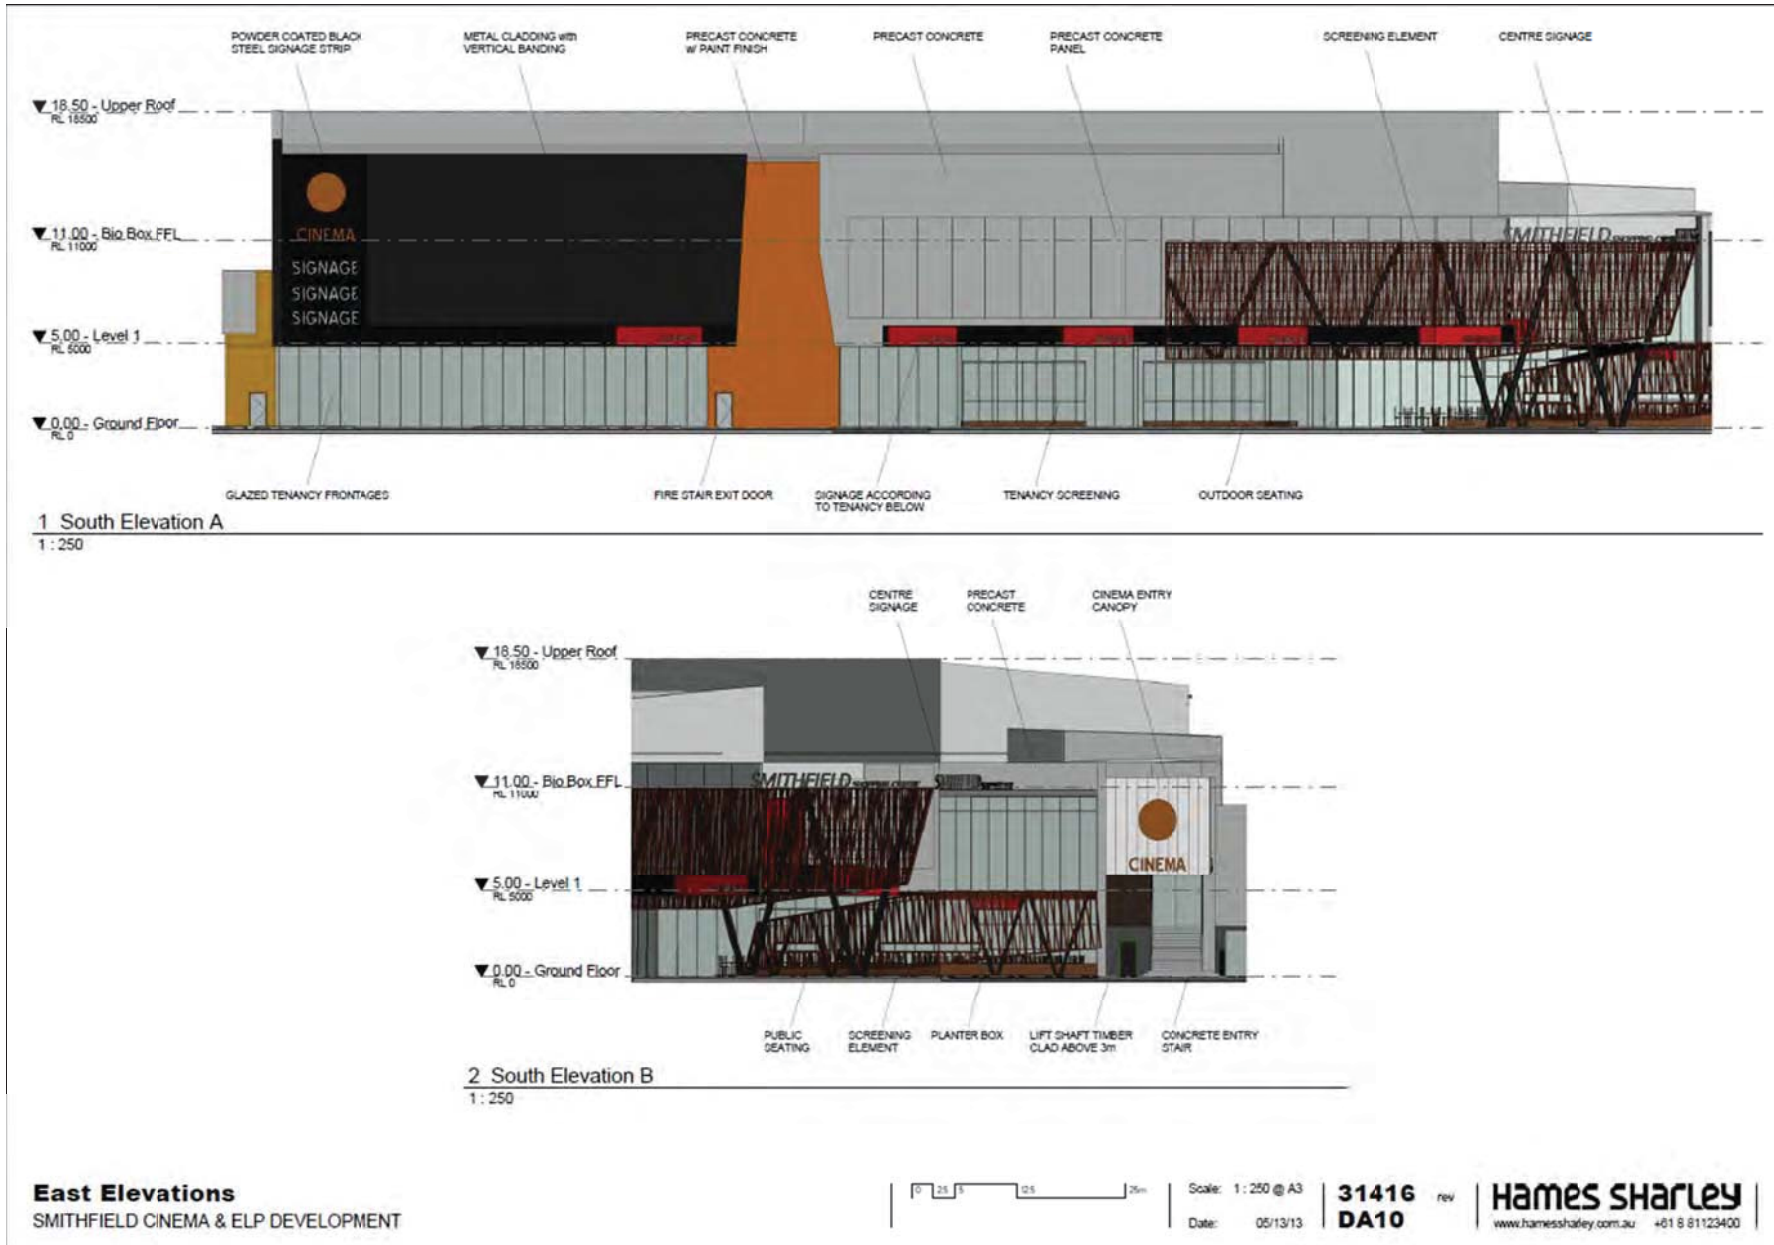 POWDER COATED BLACK
STEEL SIGNAGE STRIP
METAL CLADDING with
VERTICAL BANDING
PRECAST CONCRETE
w/ PAINT FINISH
PRECAST CONCRETE
PRECAST CONCRETE
PANEL
SCREENING ELEMENT
CENTRE SIGNAGE
18.50 - Upper Roof
RL 18500
11.00 - Bio Box FFL
RL 11000
5.00 - Level 1
RL 5000
0.00 - Ground Floor
RL 0
CINEMA
SIGNAGE
SIGNAGE
SIGNAGE
SMITHFIELD
GLAZED TENANCY FRONTAGES
FIRE STAIR EXIT DOOR
SIGNAGE ACCORDING
TO TENANCY BELOW
TENANCY SCREENING
OUTDOOR SEATING
1 South Elevation A
1 : 250
CENTRE
SIGNAGE
PRECAST
CONCRETE
CINEMA ENTRY
CANOPY
18.50 - Upper Roof
RL 18500
11.00 - Bio Box FFL
RL 11000
5.00 - Level 1
RL 5000
0.00 - Ground Floor
RL 0
SMITHFIELD
CINEMA
PUBLIC
SEATING
SCREENING
ELEMENT
PLANTER BOX
LIFT SHAFT TIMBER
CLAD ABOVE 3m
CONCRETE ENTRY
STAIR
2 South Elevation B
1 : 250
East Elevations
SMITHFIELD CINEMA & ELP DEVELOPMENT
0 2.5 5 12.5 25m
Scale: 1 : 250 @ A3
Date: 05/13/13
31416 rev
DA10
HAMES SHARLEY
www.hamessharley.com.au +61 8 81123400